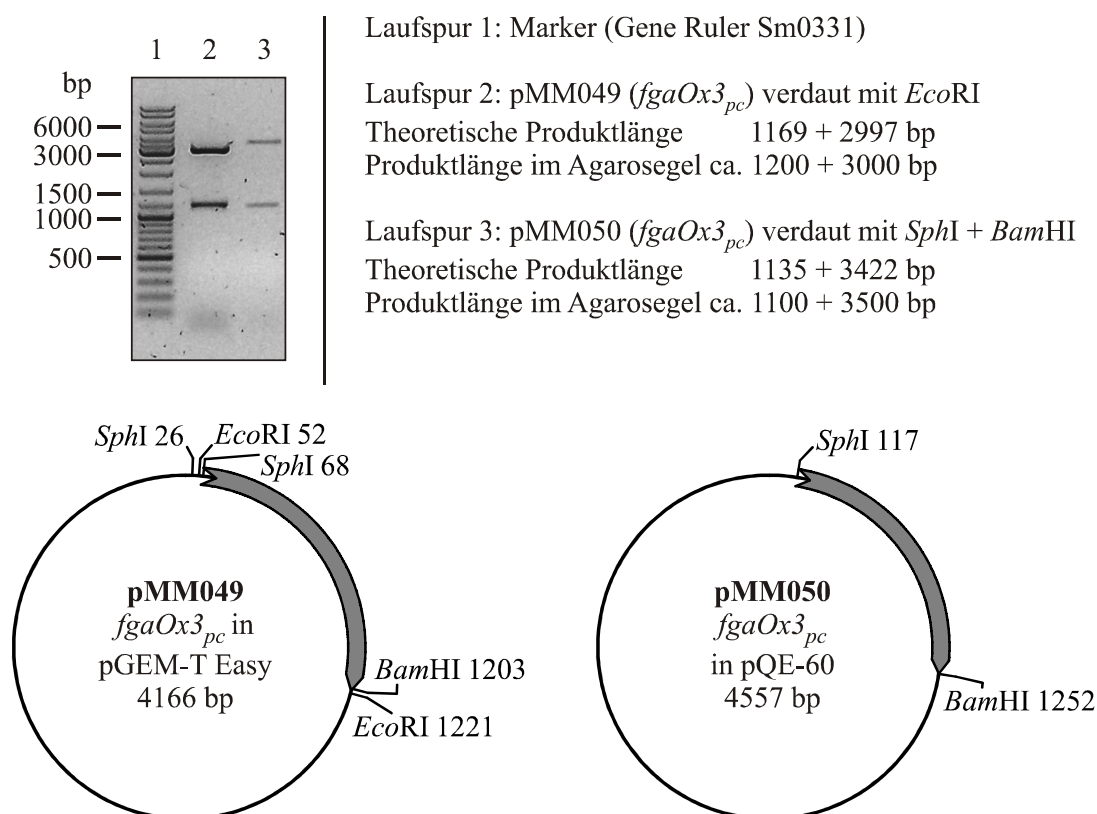 1 2 3
bp
6000
3000
1500
1000
500
Laufspur 1: Marker (Gene Ruler Sm0331)
Laufspur 2: pMM049 (fgaOx3pc) verdaut mit EcoRI
Theoretische Produktlänge 1169 + 2997 bp
Produktlänge im Agarosegel ca. 1200 + 3000 bp
Laufspur 3: pMM050 (fgaOx3pc) verdaut mit SphI + BamHI
Theoretische Produktlänge 1135 + 3422 bp
Produktlänge im Agarosegel ca. 1100 + 3500 bp
SphI 26
EcoRI 52
SphI 68
pMM049
fgaOx3pc in
pGEM-T Easy
4166 bp
BamHI 1203
EcoRI 1221
SphI 117
pMM050
fgaOx3pc
in pQE-60
4557 bp
BamHI 1252